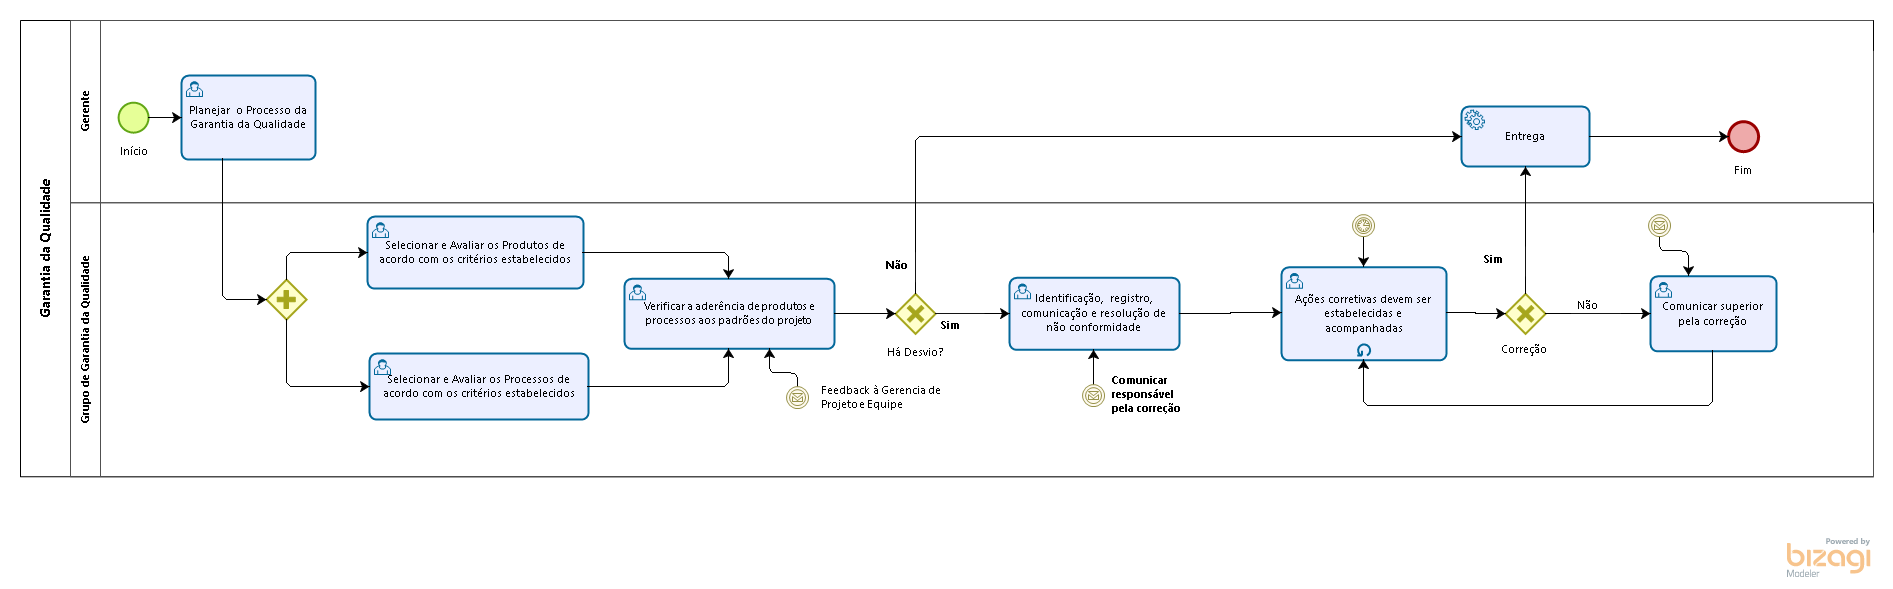 Garantia da Qualidade
Gerente
Início
Planejar o Processo da
Garantia da Qualidade
Entrega
Fim
Grupo de Garantia da Qualidade
Selecionar e Avaliar os Produtos de
acordo com os critérios estabelecidos
Selecionar e Avaliar os Processos de
acordo com os critérios estabelecidos
Verificar a aderência de produtos e
processos aos padrões do projeto
Feedback à Gerencia de
Projeto e Equipe
Não
Sim
Há Desvio?
Identificação, registro,
comunicação e resolução de
não conformidade
Comunicar
responsável
pela correção
Ações corretivas devem ser
estabelecidas e
acompanhadas
Sim
Não
Correção
Comunicar superior
pela correção
Powered by
bizagi
Modeler